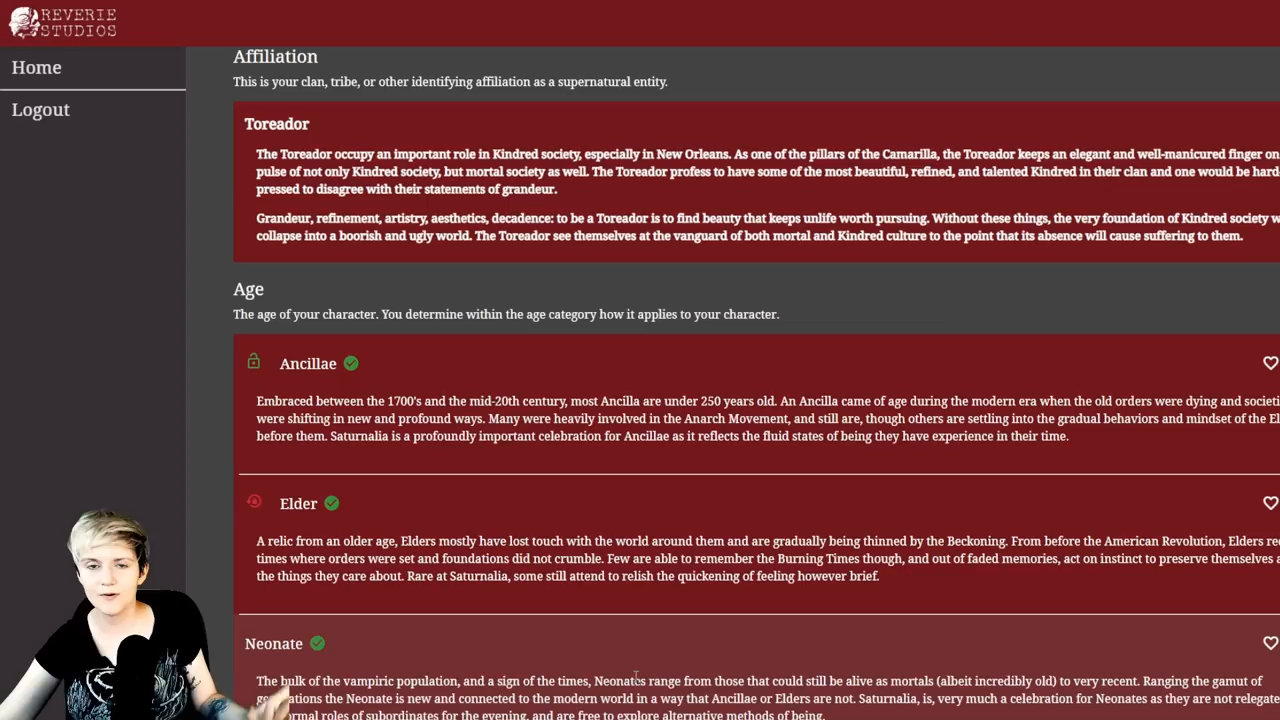 REVERIE
STUDIOS
Home
Logout
Affiliation
This is your clan, tribe, or other identifying affiliation as a supernatural entity.
Toreador
The Toreador occupy an important role in Kindred society, especially in New Orleans. As one of the pillars of the Camarilla, the Toreador keeps an elegant and well-manicured finger on
pulse of not only Kindred society, but mortal society as well. The Toreador profess to have some of the most beautiful, refined, and talented Kindred in their clan and one would be hard-
pressed to disagree with their statements of grandeur.
Grandeur, refinement, artistry, aesthetics, decadence: to be a Toreador is to find beauty that keeps unlife worth pursuing. Without these things, the very foundation of Kindred society
collapse into a boorish and ugly world. The Toreador see themselves at the vanguard of both mortal and Kindred culture to the point that its absence will cause suffering to them.
Age
The age of your character. You determine within the age category how it applies to your character.
Ancillae
Embraced between the 1700's and the mid-20th century, most Ancilla are under 250 years old. An Ancilla came of age during the modern era when the old orders were dying and
were shifting in new and profound ways. Many were heavily involved in the Anarch Movement, and still are, though others are settling into the gradual behaviors and mindset of the
before them. Saturnalia is a profoundly important celebration for Ancillae as it reflects the fluid states of being they have experience in their time.
Elder
A relic from an older age, Elders mostly have lost touch with the world around them and are gradually being thinned by the Beckoning. From before the American Revolution, Elders
times where orders were set and foundations did not crumble. Few are able to remember the Burning Times though, and out of faded memories, act on instinct to preserve themselves
the things they care about. Rare at Saturnalia, some still attend to relish the quickening of feeling however brief.
Neonate
The bulk of the vampiric population, and a sign of the times, Neonates range from those that could still be alive as mortals (albeit incredibly old) to very recent. Ranging the gamut of
the Neonate is new and connected to the modern world in a way that Ancillae or Elders are not. Saturnalia, is, very much a celebration for Neonates as they are not
roles of subordinates for the evening, and are free to explore alternative methods of being.